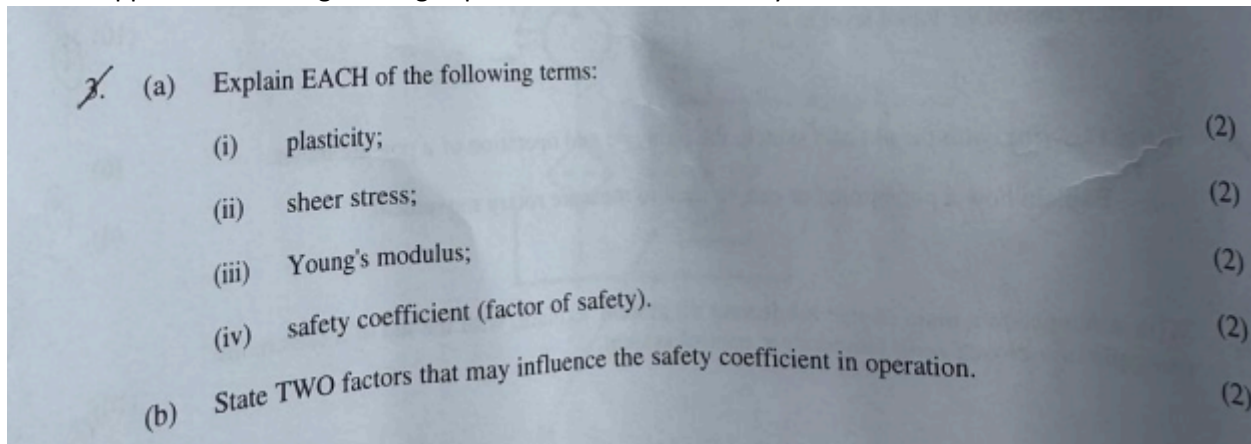 3. (a) Explain EACH of the following terms:
(i) plasticity; (2)
(ii) sheer stress; (2)
(iii) Young's modulus; (2)
(iv) safety coefficient (factor of safety). (2)
(b) State TWO factors that may influence the safety coefficient in operation. (2)